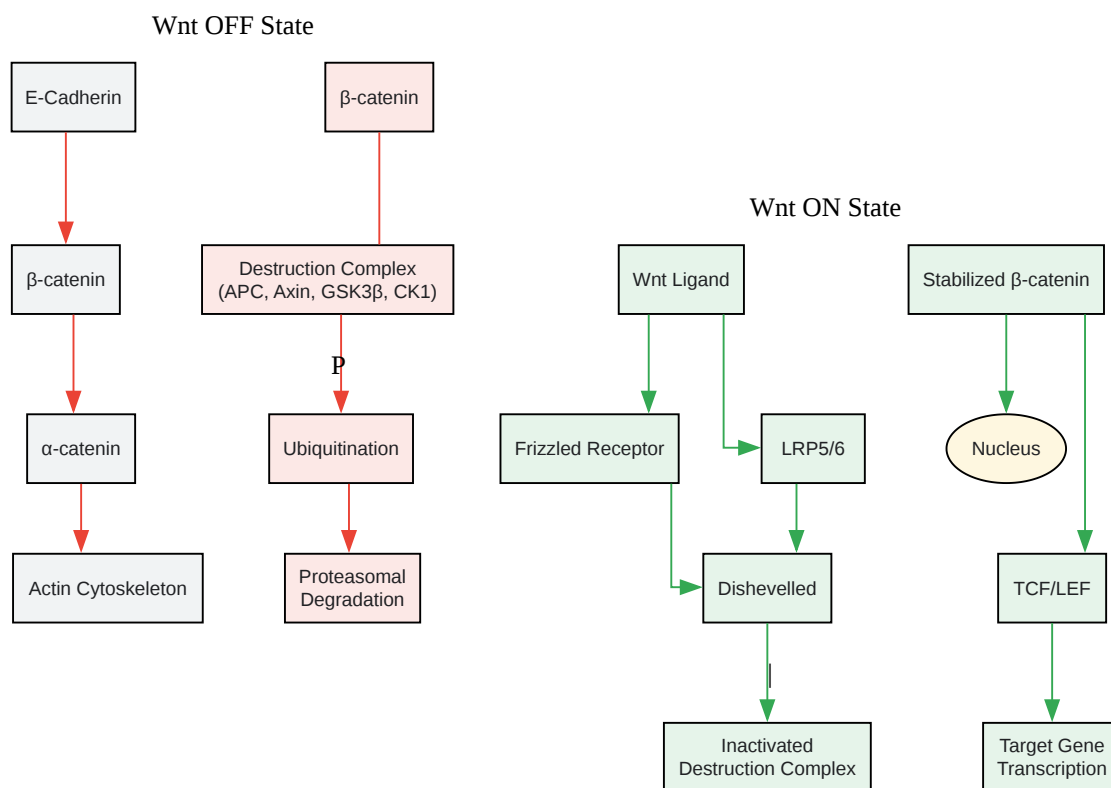 Wnt OFF State
E-Cadherin
β-catenin
β-catenin
Destruction Complex
(APC, Axin, GSK3β, CK1)
P
α-catenin
Ubiquitination
Actin Cytoskeleton
Proteasomal
Degradation
Wnt ON State
Wnt Ligand
Stabilized β-catenin
Frizzled Receptor
LRP5/6
Nucleus
Dishevelled
TCF/LEF
|
Inactivated
Destruction Complex
Target Gene
Transcription